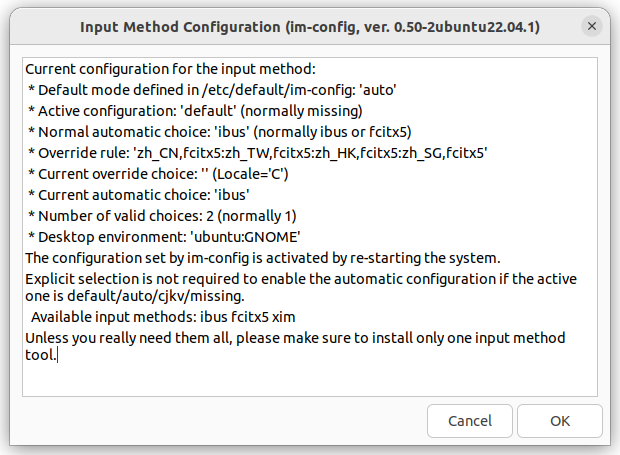 Input Method Configuration (im-config, ver. 0.50-2ubuntu22.04.1)
Current configuration for the input method:
* Default mode defined in /etc/default/im-config: 'auto'
* Active configuration: 'default' (normally missing)
* Normal automatic choice: 'ibus' (normally ibus or fcitx5)
* Override rule: 'zh_CN,fcitx5:zh_TW,fcitx5:zh_HK,fcitx5:zh_SG,fcitx5'
* Current override choice: '' (Locale='C')
* Current automatic choice: 'ibus'
* Number of valid choices: 2 (normally 1)
* Desktop environment: 'ubuntu:GNOME'
The configuration set by im-config is activated by re-starting the system.
Explicit selection is not required to enable the automatic configuration if the active
one is default/auto/cjkv/missing.
Available input methods: ibus fcitx5 xim
Unless you really need them all, please make sure to install only one input method
tool.
Cancel
OK